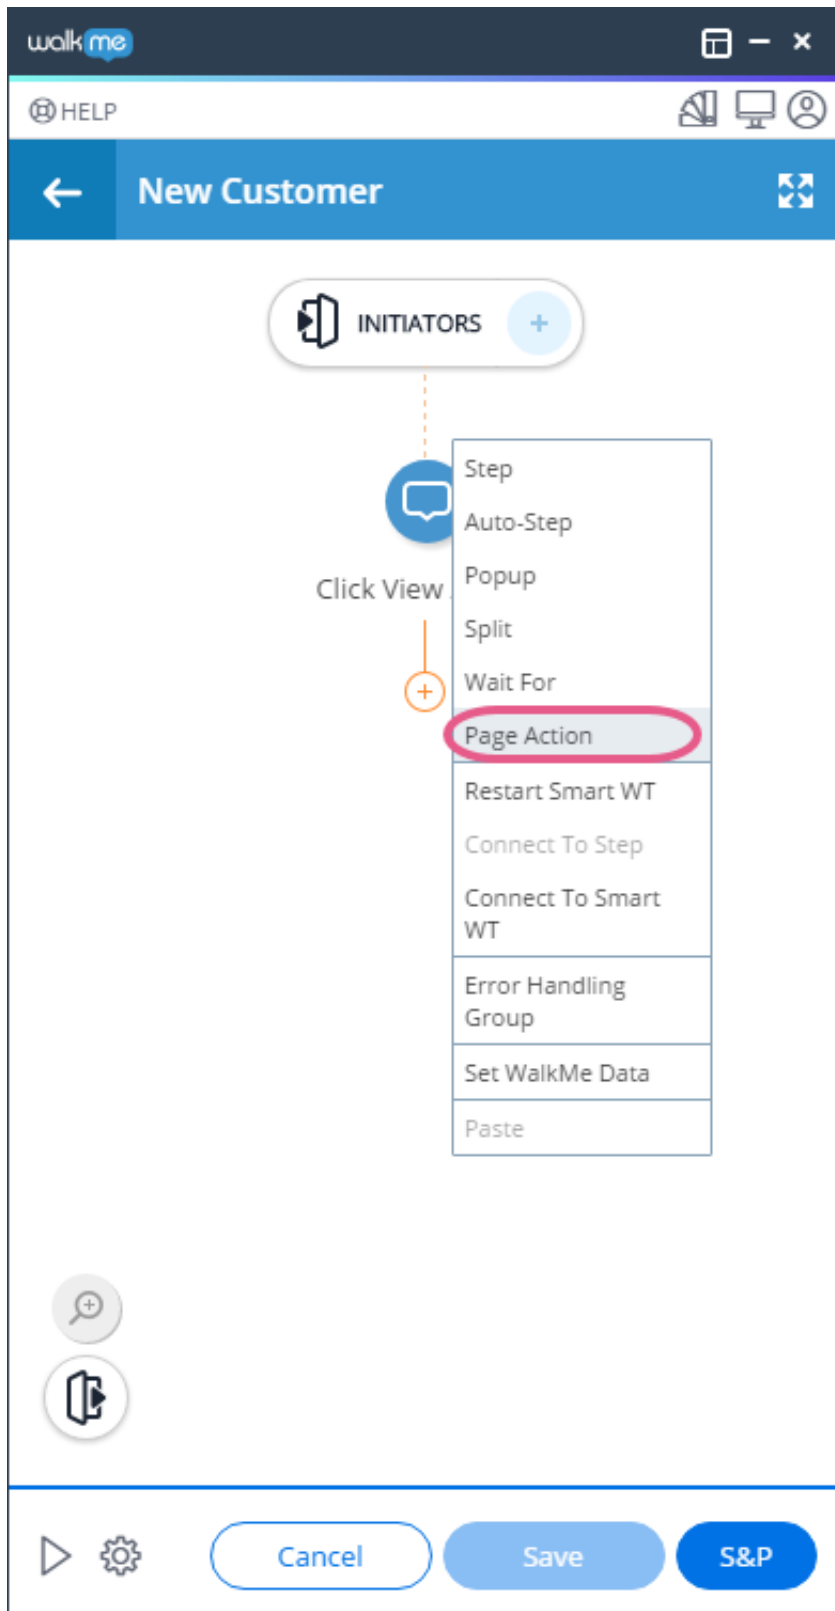 walkme
HELP
New Customer
INITIATORS
Click View
Step
Auto-Step
Popup
Split
Wait For
Page Action
Restart Smart WT
Connect To Step
Connect To Smart
WT
Error Handling
Group
Set WalkMe Data
Paste
Cancel
Save
S&P